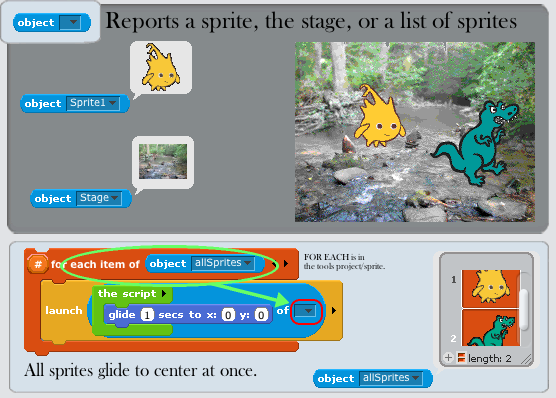 object
Reports a sprite, the stage, or a list of sprites
object Sprite1
object Stage
# for each item of object allSprites
FOR EACH is in
the tools project/sprite.
the script
launch
glide 1 secs to x: 0 y: 0 of
1
2
+ length: 2
All sprites glide to center at once.
object allSprites